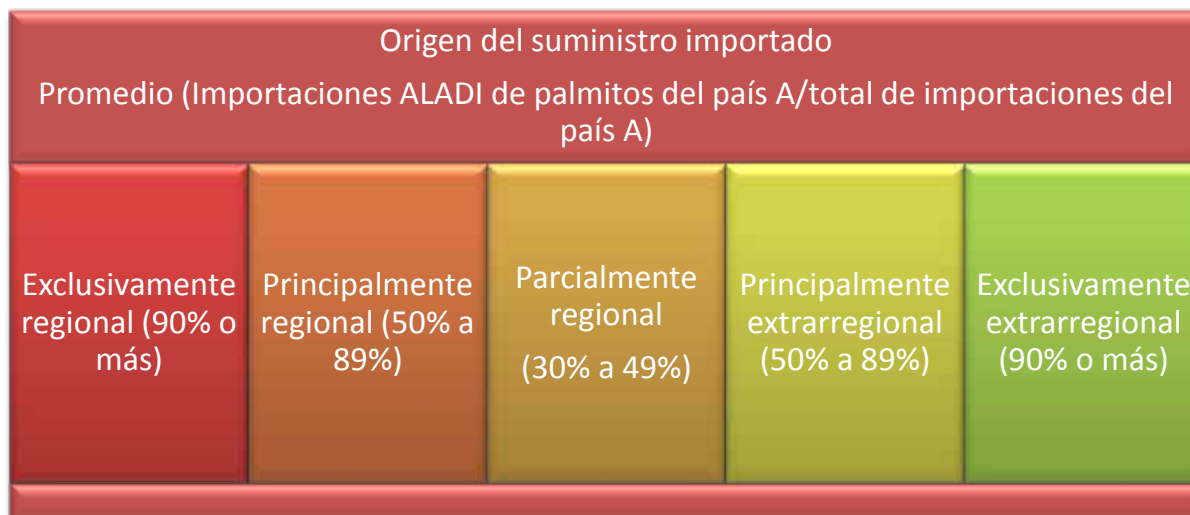 Origen del suministro importado
Promedio (Importaciones ALADI de palmitos del país A/total de importaciones del
país A)
Exclusivamente
regional (90% o
más)
Principalmente
regional (50% a
89%)
Parcialmente
regional
(30% a 49%)
Principalmente
extrarregional
(50% a 89%)
Exclusivamente
extrarregional
(90% o más)